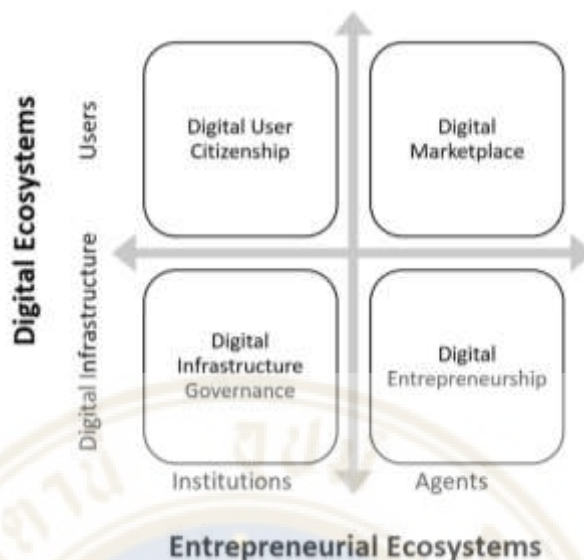 Digital Ecosystems
Users
Digital Infrastructure
Digital User
Citizenship
Digital
Marketplace
Digital
Infrastructure
Governance
Digital
Entrepreneurship
Institutions
Agents
Entrepreneurial Ecosystems